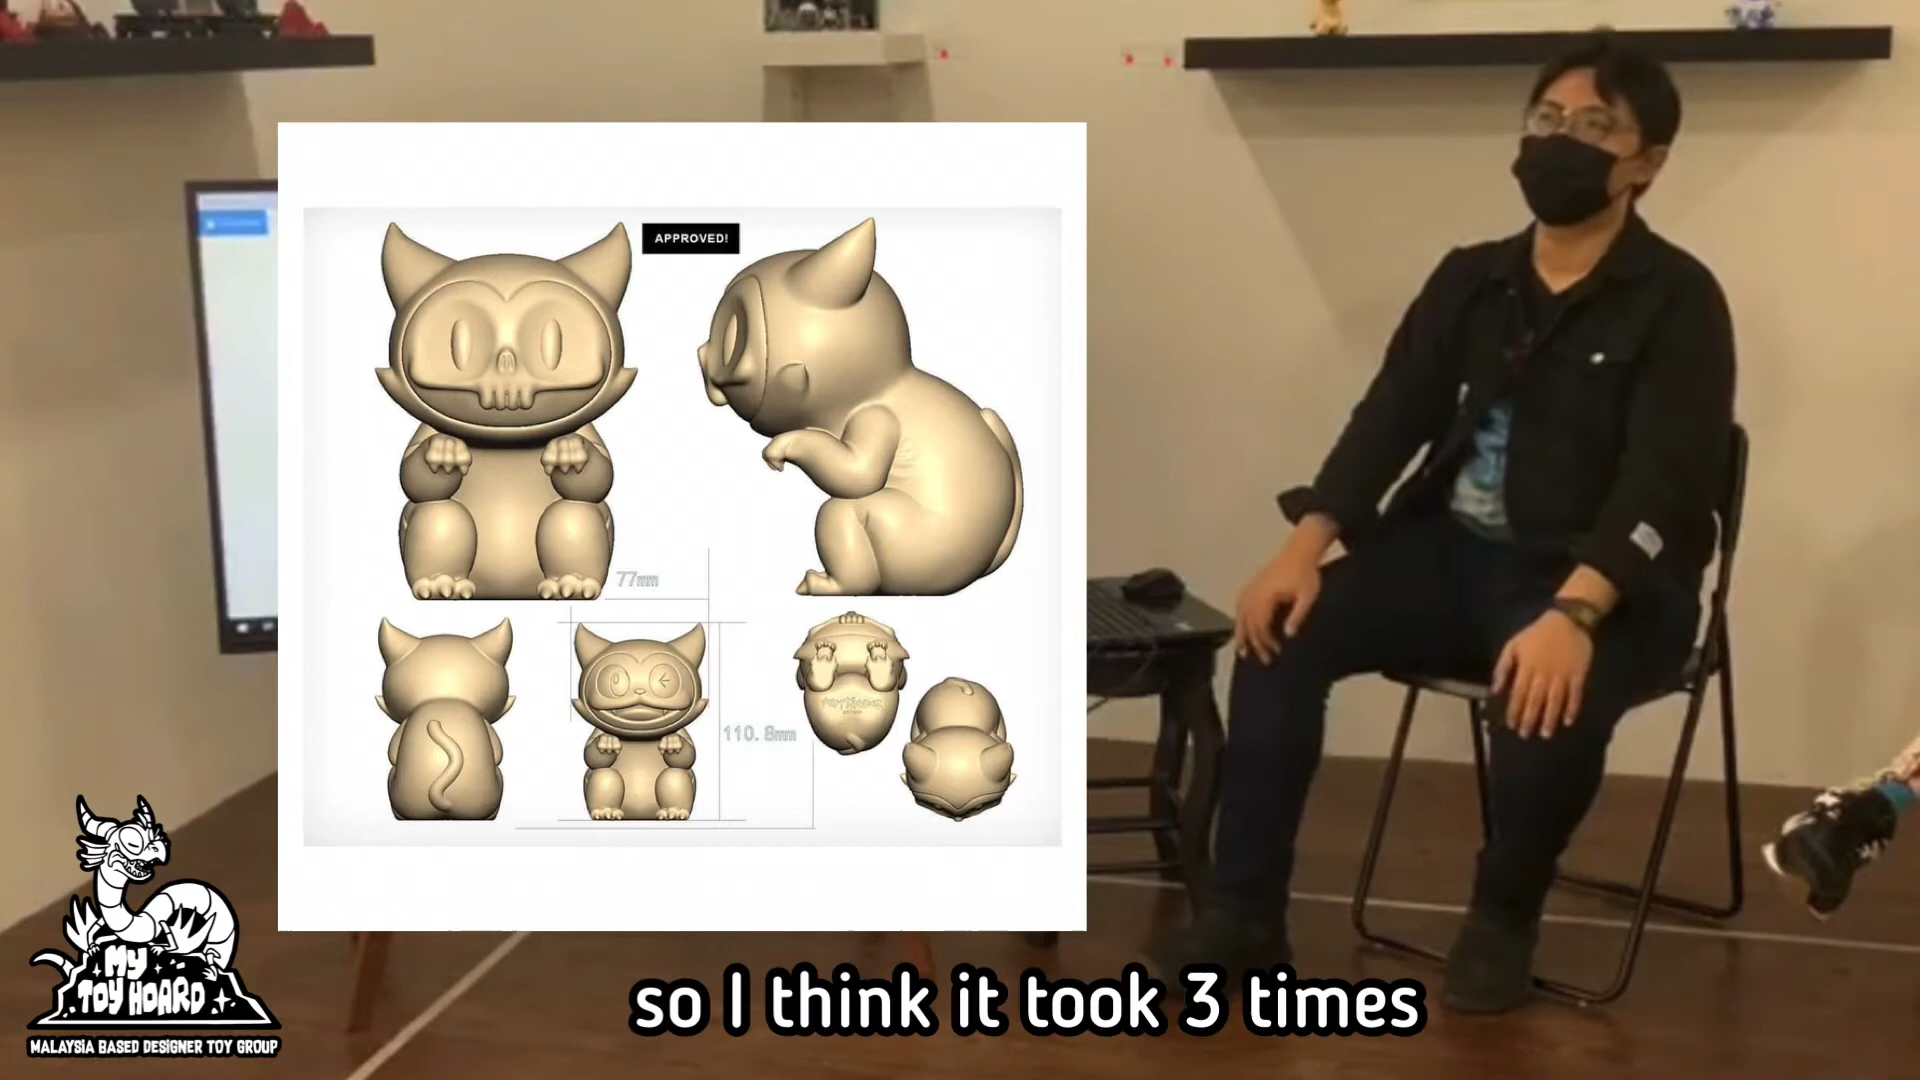 APPROVED!
77mm
110.8mm
MY
TOY HOARD
MALAYSIA BASED DESIGNER TOY GROUP
so I think it took 3 times